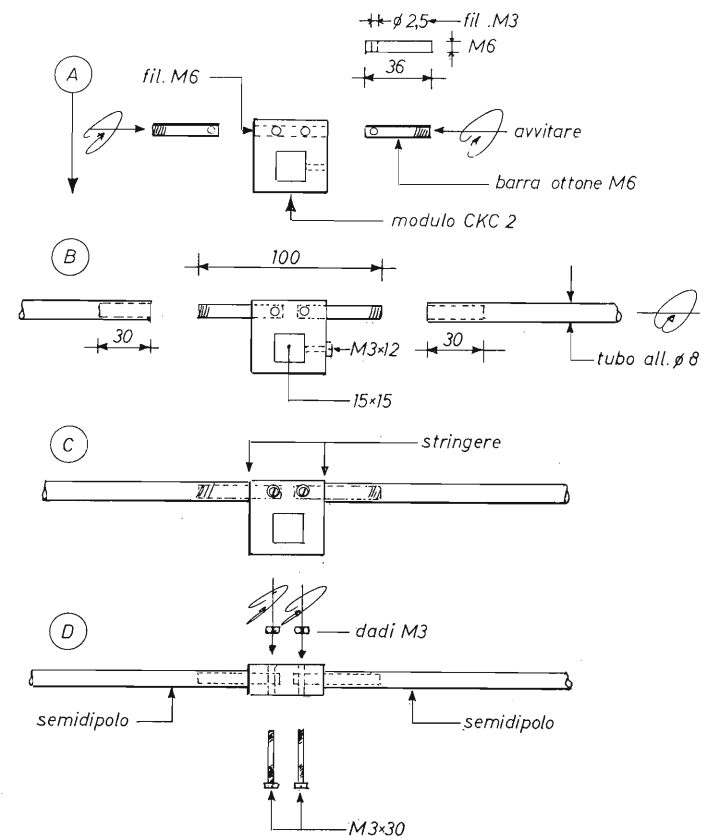 ø 2,5
fil .M3
M6
36
A
fil. M6
avvitare
barra ottone M6
modulo CKC 2
B
100
30
30
M3×12
tubo all. ø 8
15×15
C
stringere
D
dadi M3
semidipolo
semidipolo
M3×30